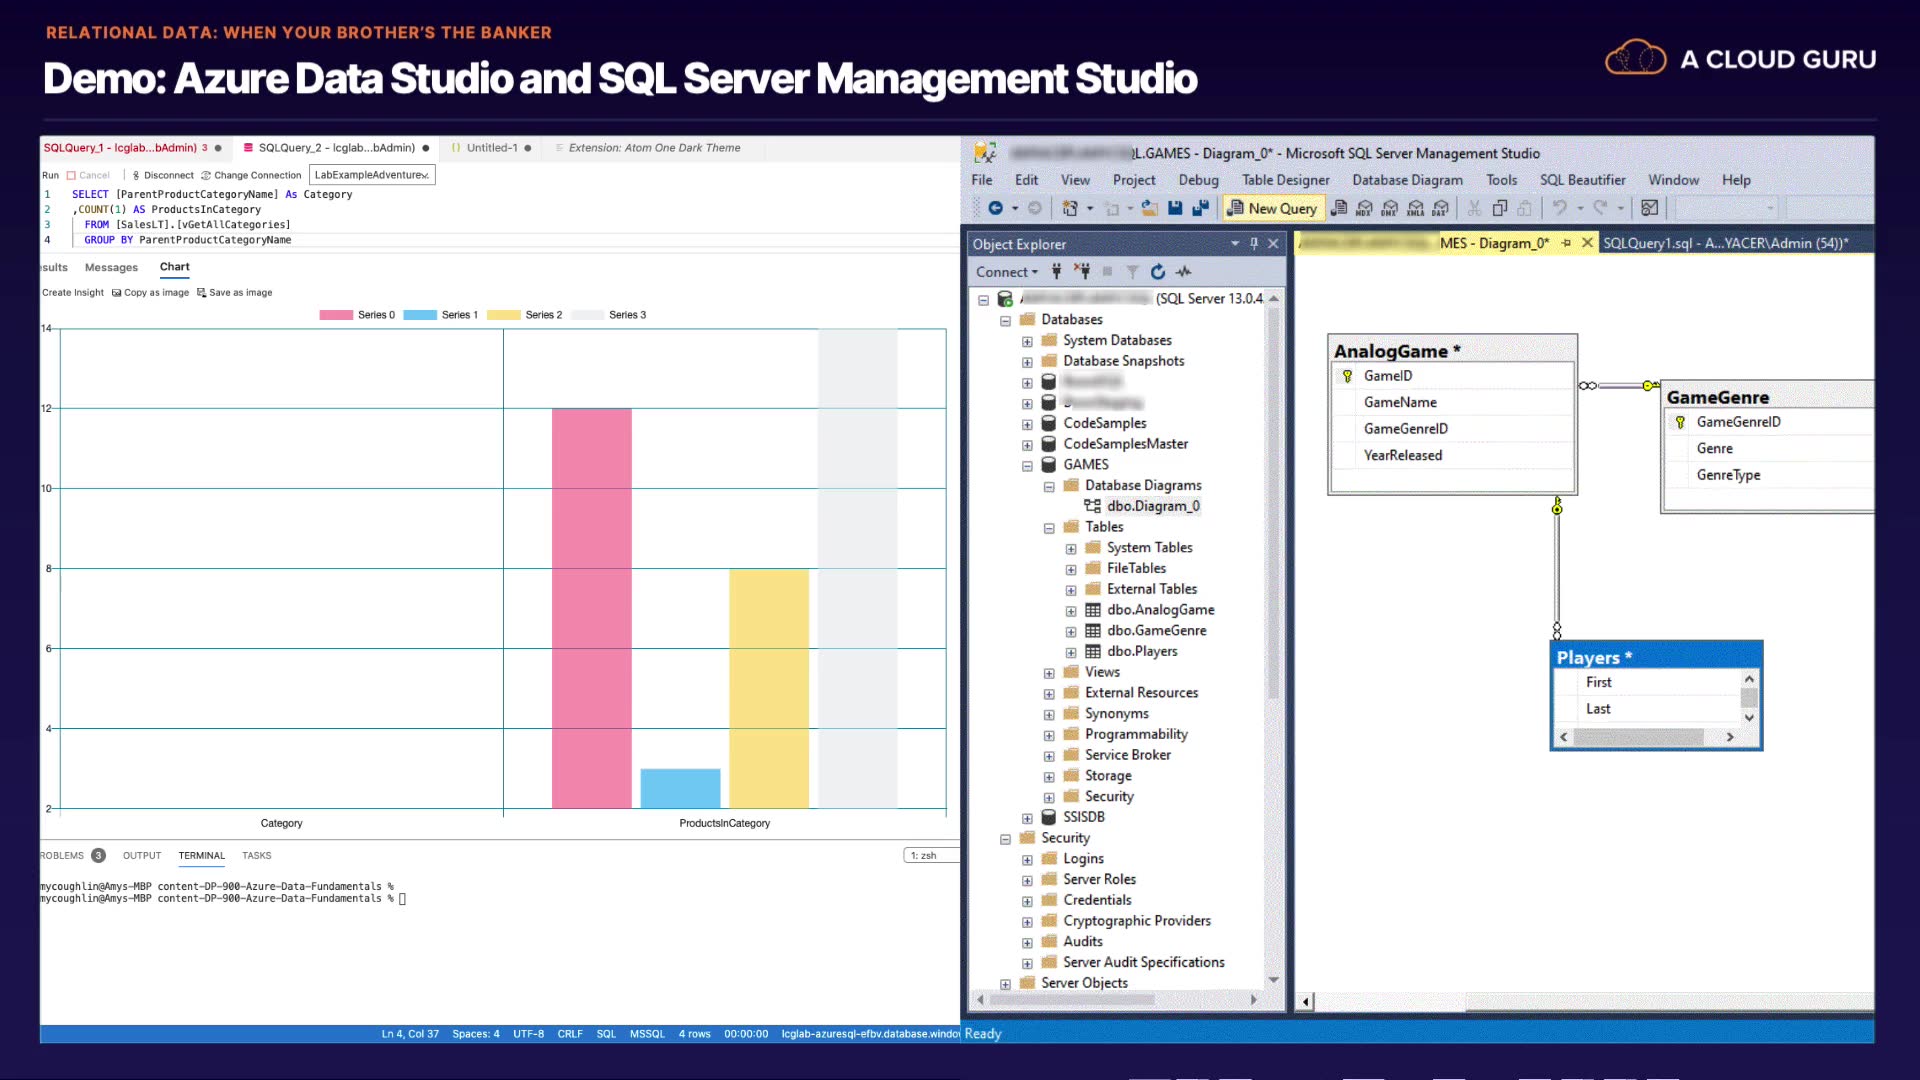 RELATIONAL DATA: WHEN YOUR BROTHER'S THE BANKER
Demo: Azure Data Studio and SQL Server Management Studio
A CLOUD GURU
SQLQuery_1 - lcglab...bAdmin) 3
SQLQuery_2 - lcglab...bAdmin)
Untitled-1
Extension: Atom One Dark Theme
Run Cancel Disconnect Change Connection LabExampleAdventure
1 SELECT [ParentProductCategoryName] As Category
2 ,COUNT(1) AS ProductsInCategory
3 FROM [SalesLT].[vGetAllCategories]
4 GROUP BY ParentProductCategoryName
sults Messages Chart
Create Insight Copy as image Save as image
Series 0 Series 1 Series 2 Series 3
14
12
10
8
6
4
2
Category ProductsInCategory
ROBLEMS 3 OUTPUT TERMINAL TASKS
1: zsh
mycoughlin@Amys-MBP content-DP-900-Azure-Data-Fundamentals %
mycoughlin@Amys-MBP content-DP-900-Azure-Data-Fundamentals %
Ln 4, Col 37 Spaces: 4 UTF-8 CRLF SQL MSSQL 4 rows 00:00:00 lcglab-azuresql-efbv.database.windo
L.GAMES - Diagram_0* - Microsoft SQL Server Management Studio
File Edit View Project Debug Table Designer Database Diagram Tools SQL Beautifier Window Help
New Query MDX DMX XMLA DAX
Object Explorer
Connect
(SQL Server 13.0.4
Databases
System Databases
Database Snapshots
CodeSamples
CodeSamplesMaster
GAMES
Database Diagrams
dbo.Diagram_0
Tables
System Tables
FileTables
External Tables
dbo.AnalogGame
dbo.GameGenre
dbo.Players
Views
External Resources
Synonyms
Programmability
Service Broker
Storage
Security
SSISDB
Security
Logins
Server Roles
Credentials
Cryptographic Providers
Audits
Server Audit Specifications
Server Objects
MES - Diagram_0*
SQLQuery1.sql - A...YACER\Admin (54))*
AnalogGame *
GameID
GameName
GameGenreID
YearReleased
GameGenre
GameGenreID
Genre
GenreType
Players *
First
Last
Ready